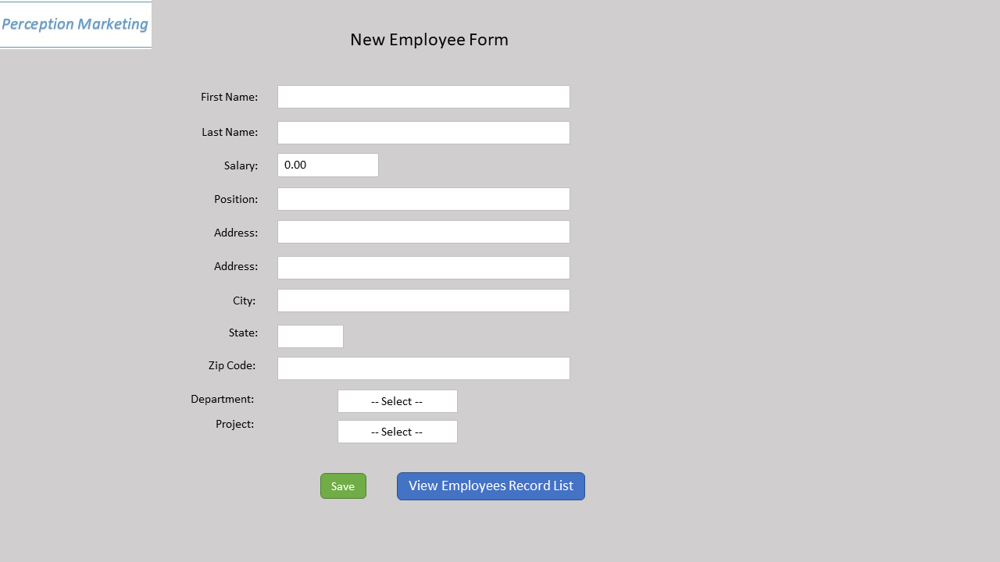 Perception Marketing
New Employee Form
First Name:
Last Name:
Salary: 0.00
Position:
Address:
Address:
City:
State:
Zip Code:
Department: -- Select --
Project: -- Select --
Save View Employees Record List